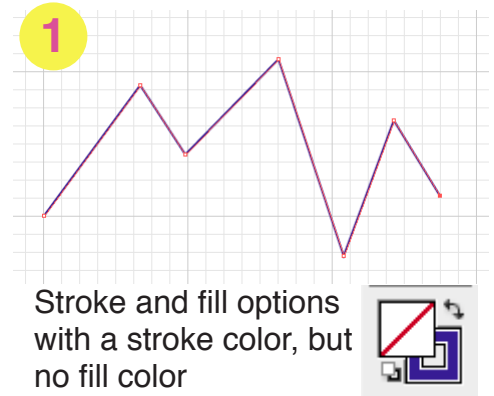 1
Stroke and fill options
with a stroke color, but
no fill color